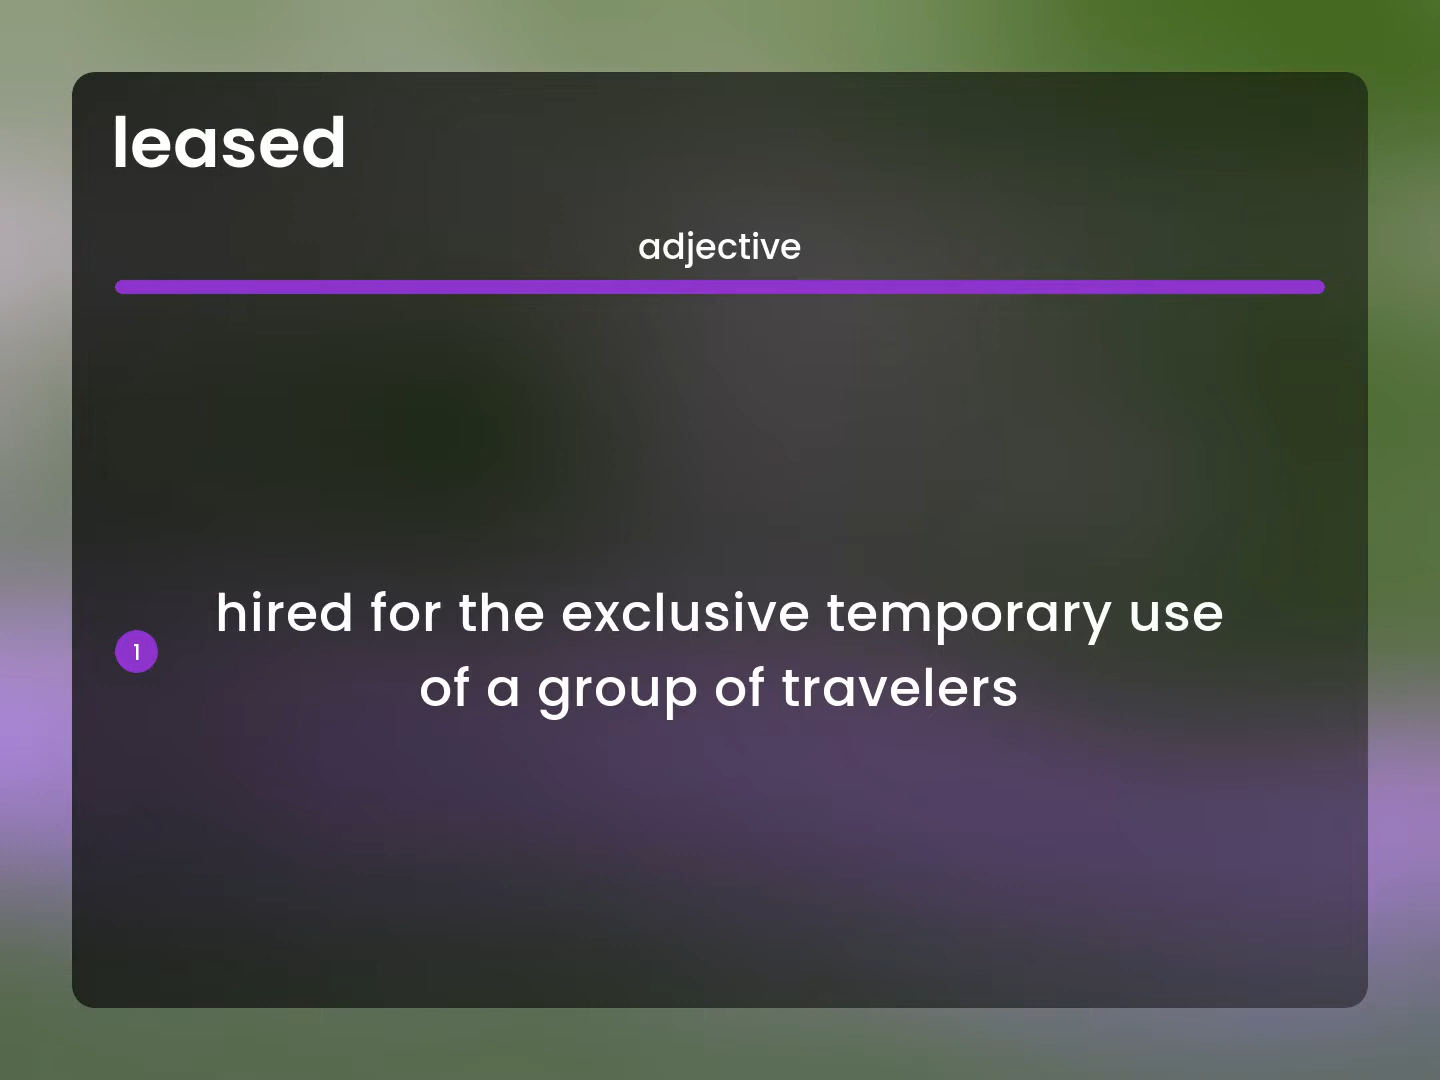 leased
adjective
1
hired for the exclusive temporary use
of a group of travelers